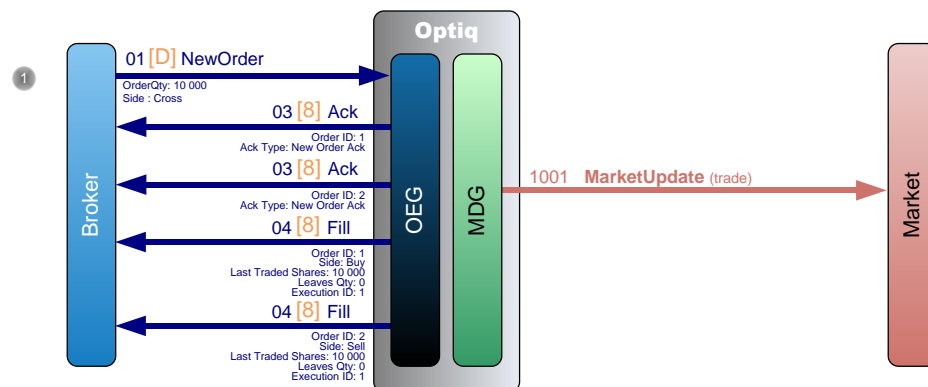 Optiq
1
01 [D] NewOrder
OrderQty: 10 000
Side : Cross
03 [8] Ack
Order ID: 1
Ack Type: New Order Ack
03 [8] Ack
Order ID: 2
Ack Type: New Order Ack
04 [8] Fill
Order ID: 1
Side: Buy
Last Traded Shares: 10 000
Leaves Qty: 0
Execution ID: 1
04 [8] Fill
Order ID: 2
Side: Sell
Last Traded Shares: 10 000
Leaves Qty: 0
Execution ID: 1
Broker
OEG
MDG
1001 MarketUpdate (trade)
Market